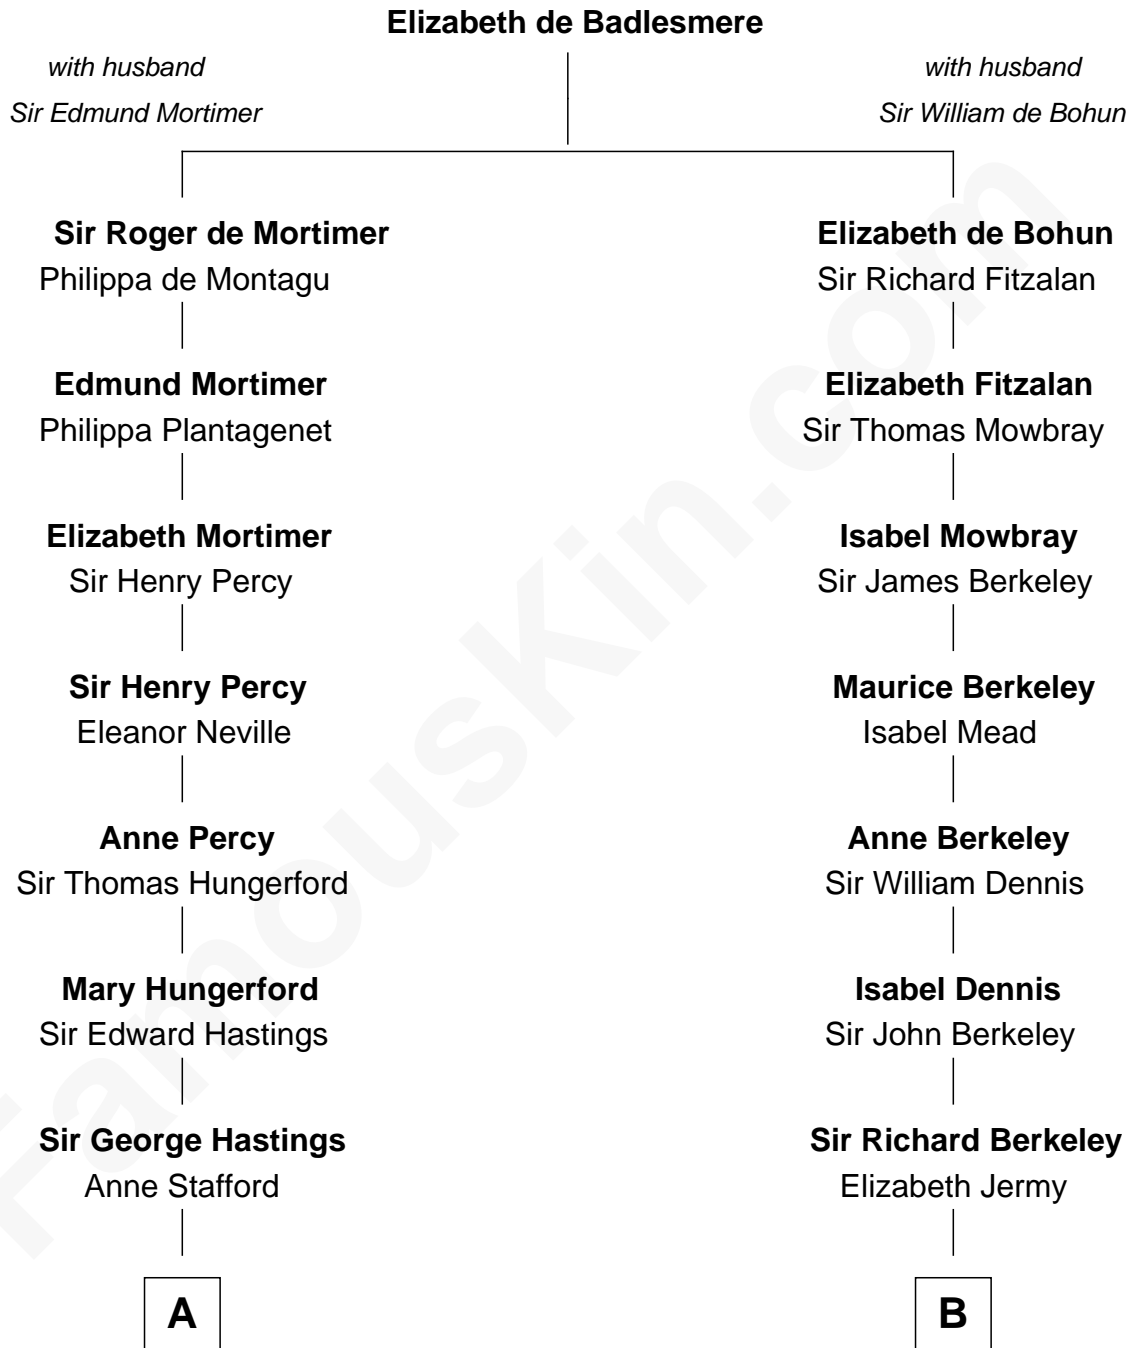 Elizabeth de Badlesmere
with husband
Sir Edmund Mortimer
with husband
Sir William de Bohun
Sir Roger de Mortimer
Philippa de Montagu
Edmund Mortimer
Philippa Plantagenet
Elizabeth Mortimer
Sir Henry Percy
Sir Henry Percy
Eleanor Neville
Anne Percy
Sir Thomas Hungerford
Mary Hungerford
Sir Edward Hastings
Sir George Hastings
Anne Stafford
A
Elizabeth de Bohun
Sir Richard Fitzalan
Elizabeth Fitzalan
Sir Thomas Mowbray
Isabel Mowbray
Sir James Berkeley
Maurice Berkeley
Isabel Mead
Anne Berkeley
Sir William Dennis
Isabel Dennis
Sir John Berkeley
Sir Richard Berkeley
Elizabeth Jermy
B
FamousKin.com